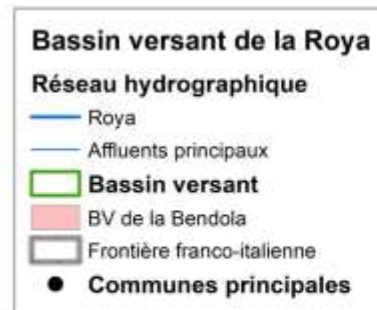 Bassin versant de la Roya
Réseau hydrographique
Roya
Affluents principaux
Bassin versant
BV de la Bendola
Frontière franco-italienne
Communes principales